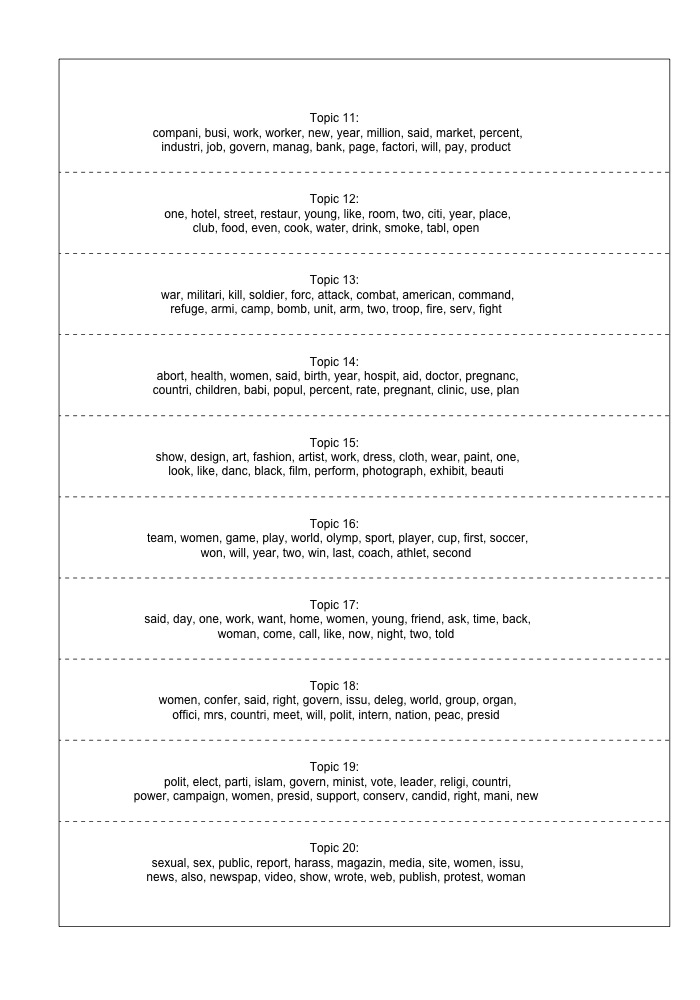 Topic 11:
compani, busi, work, worker, new, year, million, said, market, percent,
industri, job, govern, manag, bank, page, factori, will, pay, product
Topic 12:
one, hotel, street, restaur, young, like, room, two, citi, year, place,
club, food, even, cook, water, drink, smoke, tabl, open
Topic 13:
war, militari, kill, soldier, forc, attack, combat, american, command,
refuge, armi, camp, bomb, unit, arm, two, troop, fire, serv, fight
Topic 14:
abort, health, women, said, birth, year, hospit, aid, doctor, pregnanc,
countri, children, babi, popul, percent, rate, pregnant, clinic, use, plan
Topic 15:
show, design, art, fashion, artist, work, dress, cloth, wear, paint, one,
look, like, danc, black, film, perform, photograph, exhibit, beauti
Topic 16:
team, women, game, play, world, olymp, sport, player, cup, first, soccer,
won, will, year, two, win, last, coach, athlet, second
Topic 17:
said, day, one, work, want, home, women, young, friend, ask, time, back,
woman, come, call, like, now, night, two, told
Topic 18:
women, confer, said, right, govern, issu, deleg, world, group, organ,
offici, mrs, countri, meet, will, polit, intern, nation, peac, presid
Topic 19:
polit, elect, parti, islam, govern, minist, vote, leader, religi, countri,
power, campaign, women, presid, support, conserv, candid, right, mani, new
Topic 20:
sexual, sex, public, report, harass, magazin, media, site, women, issu,
news, also, newspap, video, show, wrote, web, publish, protest, woman